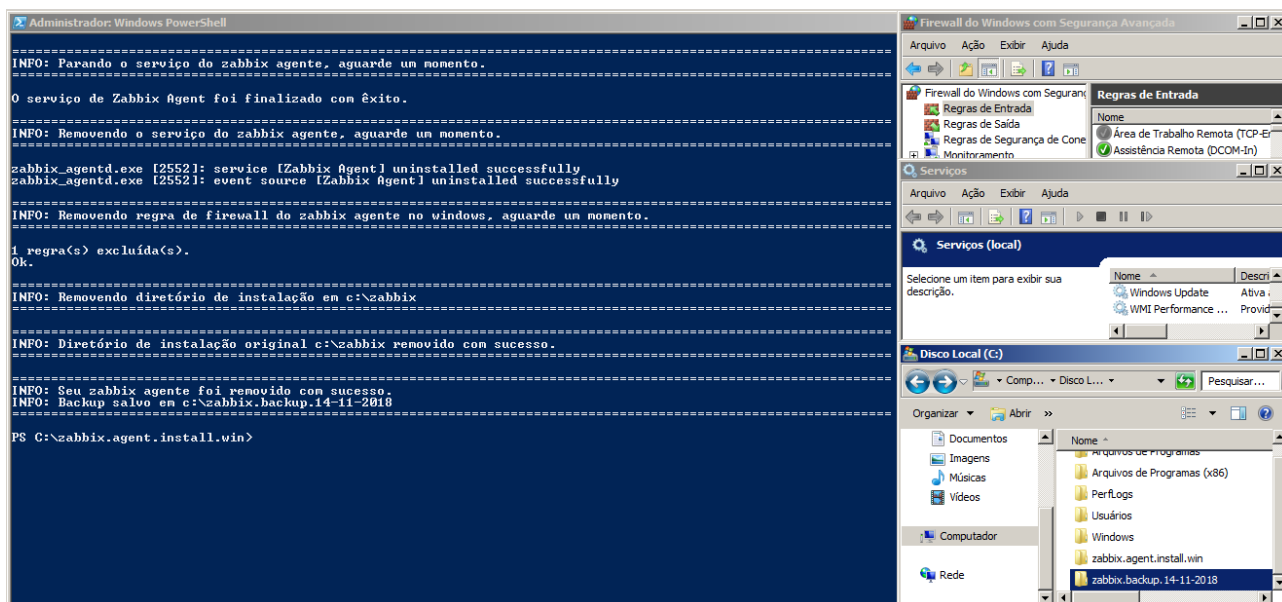 Administrador: Windows PowerShell
================================================================================
INFO: Parando o serviço do zabbix agente, aguarde um momento.
================================================================================
O serviço de Zabbix Agent foi finalizado com êxito.
================================================================================
INFO: Removendo o serviço do zabbix agente, aguarde um momento.
================================================================================
zabbix_agentd.exe [2552]: service [Zabbix Agent] uninstalled successfully
zabbix_agentd.exe [2552]: event source [Zabbix Agent] uninstalled successfully
================================================================================
INFO: Removendo regra de firewall do zabbix agente no windows, aguarde um momento.
================================================================================
1 regra(s) excluída(s).
Ok.
================================================================================
INFO: Removendo diretório de instalação em c:\zabbix
================================================================================
================================================================================
INFO: Diretório de instalação original c:\zabbix removido com sucesso.
================================================================================
================================================================================
INFO: Seu zabbix agente foi removido com sucesso.
INFO: Backup salvo em c:\zabbix.backup.14-11-2018
================================================================================
PS C:\zabbix.agent.install.win>
Firewall do Windows com Segurança Avançada
Arquivo Ação Exibir Ajuda
Firewall do Windows com Seguranç
Regras de Entrada
Regras de Saída
Regras de Segurança de Cone
Monitoramento
Regras de Entrada
Nome
Área de Trabalho Remota (TCP-En
Assistência Remota (DCOM-In)
Serviços
Arquivo Ação Exibir Ajuda
Serviços (local)
Selecione um item para exibir sua
descrição.
Nome Descri
Windows Update Ativa
WMI Performance ... Provid
Disco Local (C:)
Comp... Disco L... Pesquisar...
Organizar Abrir »
Documentos
Imagens
Músicas
Vídeos
Computador
Rede
Nome
Arquivos de Programas
Arquivos de Programas (x86)
PerfLogs
Usuários
Windows
zabbix.agent.install.win
zabbix.backup.14-11-2018